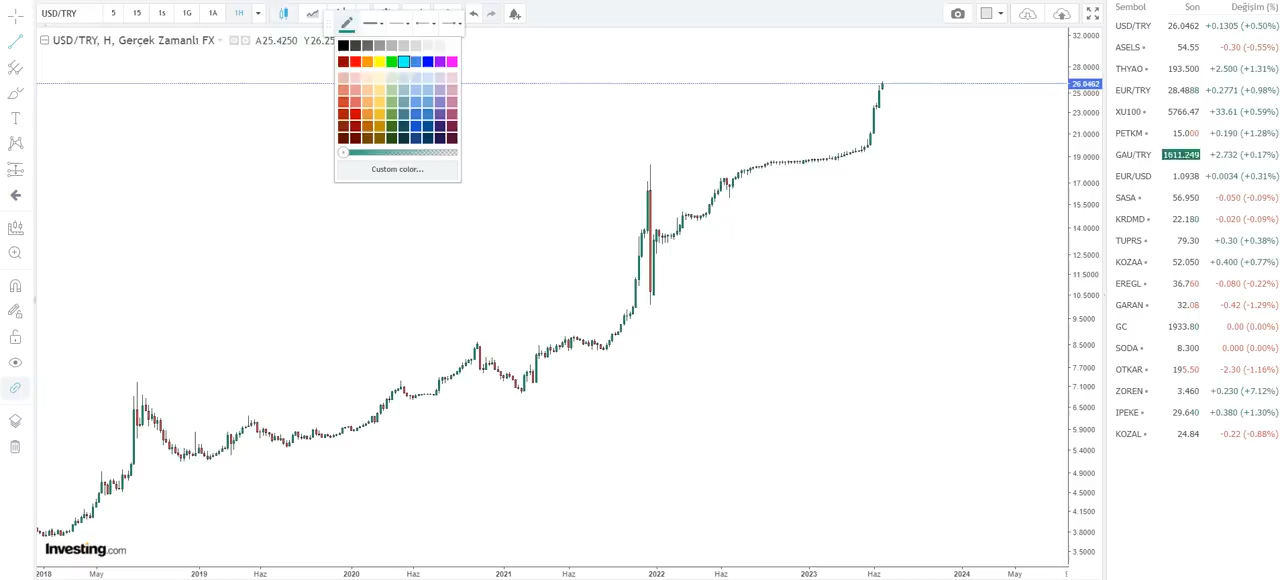 USD/TRY 5 15 1s 1G 1A 1H
USD/TRY, H, Gerçek Zamanlı FX A25.4250 Y26.25
Custom color...
32.0000
28.0000
26.0462
25.0000
23.0000
21.0000
19.0000
17.0000
15.5000
14.0000
12.5000
11.5000
10.5000
9.5000
8.5000
7.7000
7.1000
6.5000
5.9000
5.4000
4.9000
4.5000
4.1500
3.8000
3.5000
Investing.com
2018 May 2019 Haz 2020 Haz 2021 Haz 2022 Haz 2023 Haz 2024 May
Sembol Son Değişim (%)
USD/TRY 26.0462 +0.1305 (+0.50%)
ASELS 54.55 -0.30 (-0.55%)
THYAO 193.500 +2.500 (+1.31%)
EUR/TRY 28.4888 +0.2771 (+0.98%)
XU100 5766.47 +33.61 (+0.59%)
PETKM 15.000 +0.190 (+1.28%)
GAU/TRY 1611.249 +2.732 (+0.17%)
EUR/USD 1.0938 +0.0034 (+0.31%)
SASA 56.950 -0.050 (-0.09%)
KRDMD 22.180 -0.020 (-0.09%)
TUPRS 79.30 +0.30 (+0.38%)
KOZAA 52.050 +0.400 (+0.77%)
EREGL 36.760 -0.080 (-0.22%)
GARAN 32.08 -0.42 (-1.29%)
GC 1933.80 0.00 (0.00%)
SODA 8.300 0.000 (0.00%)
OTKAR 195.50 -2.30 (-1.16%)
ZOREN 3.460 +0.230 (+7.12%)
IPEKE 29.640 +0.380 (+1.30%)
KOZAL 24.84 -0.22 (-0.88%)